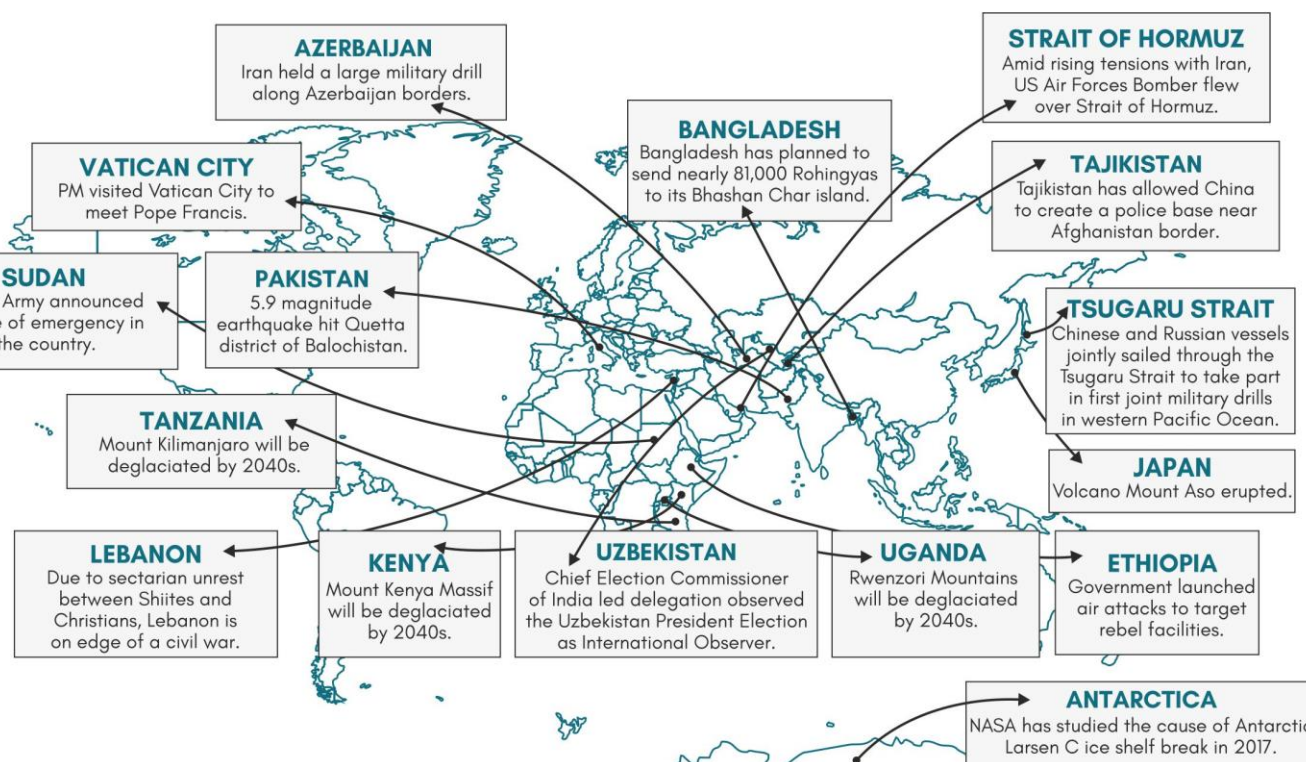 AZERBAIJAN
Iran held a large military drill
along Azerbaijan borders.
STRAIT OF HORMUZ
Amid rising tensions with Iran,
US Air Forces Bomber flew
over Strait of Hormuz.
BANGLADESH
Bangladesh has planned to
send nearly 81,000 Rohingyas
to its Bhashan Char island.
VATICAN CITY
PM visited Vatican City to
meet Pope Francis.
TAJIKISTAN
Tajikistan has allowed China
to create a police base near
Afghanistan border.
SUDAN
Army announced
of emergency in
the country.
PAKISTAN
5.9 magnitude
earthquake hit Quetta
district of Balochistan.
TSUGARU STRAIT
Chinese and Russian vessels
jointly sailed through the
Tsugaru Strait to take part
in first joint military drills
in western Pacific Ocean.
TANZANIA
Mount Kilimanjaro will be
deglaciated by 2040s.
JAPAN
Volcano Mount Aso erupted.
LEBANON
Due to sectarian unrest
between Shiites and
Christians, Lebanon is
on edge of a civil war.
KENYA
Mount Kenya Massif
will be deglaciated
by 2040s.
UZBEKISTAN
Chief Election Commissioner
of India led delegation observed
the Uzbekistan President Election
as International Observer.
UGANDA
Rwenzori Mountains
will be deglaciated
by 2040s.
ETHIOPIA
Government launched
air attacks to target
rebel facilities.
ANTARCTICA
NASA has studied the cause of Antarctic
Larsen C ice shelf break in 2017.